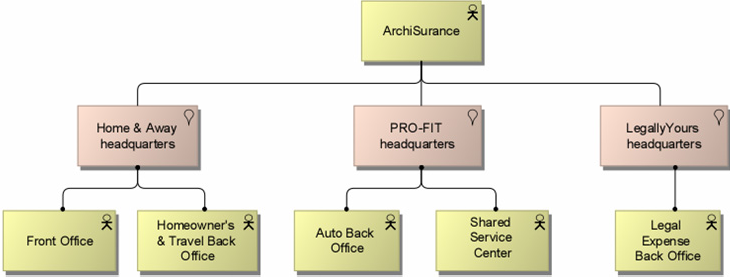 ArchiSurance
Home & Away
headquarters
PRO-FIT
headquarters
LegallyYours
headquarters
Front Office
Homeowner's
& Travel Back
Office
Auto Back
Office
Shared
Service
Center
Legal
Expense
Back Office